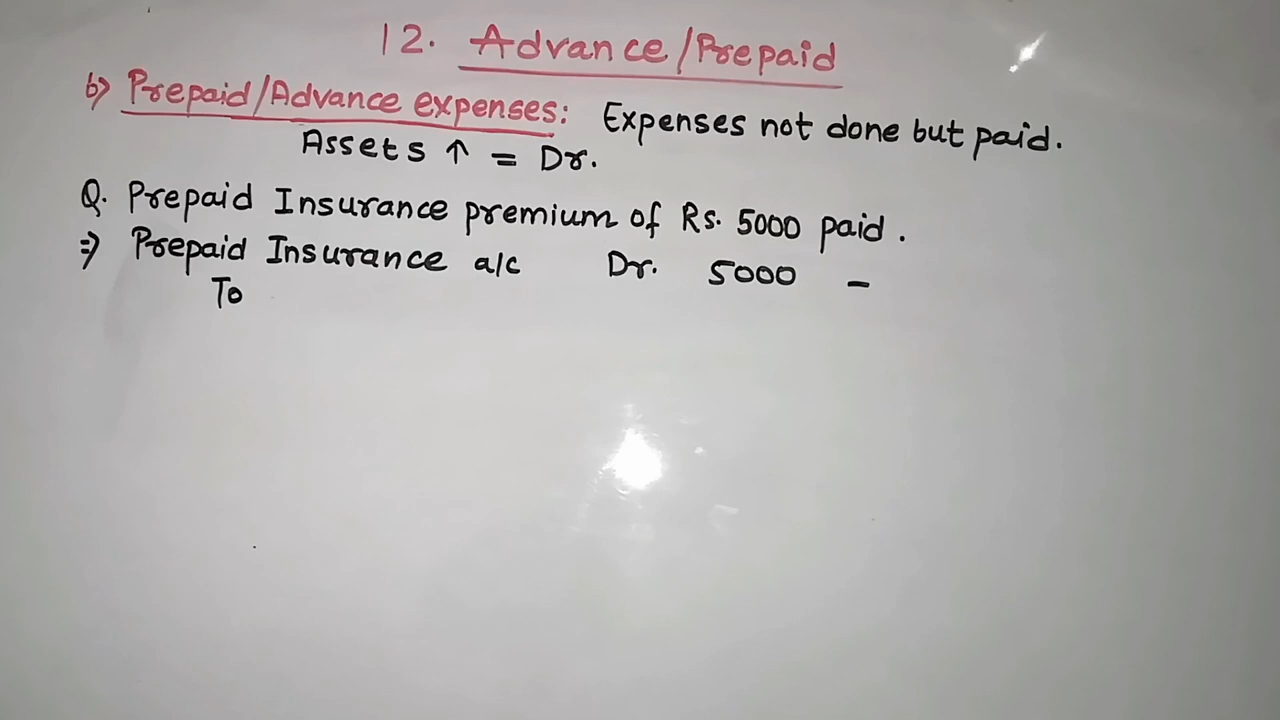 12. Advance/Prepaid
b) Prepaid/Advance expenses: Expenses not done but paid.
Assets ↑ = Dr.
Q. Prepaid Insurance premium of Rs. 5000 paid.
⇒ Prepaid Insurance a/c Dr. 5000 –
To